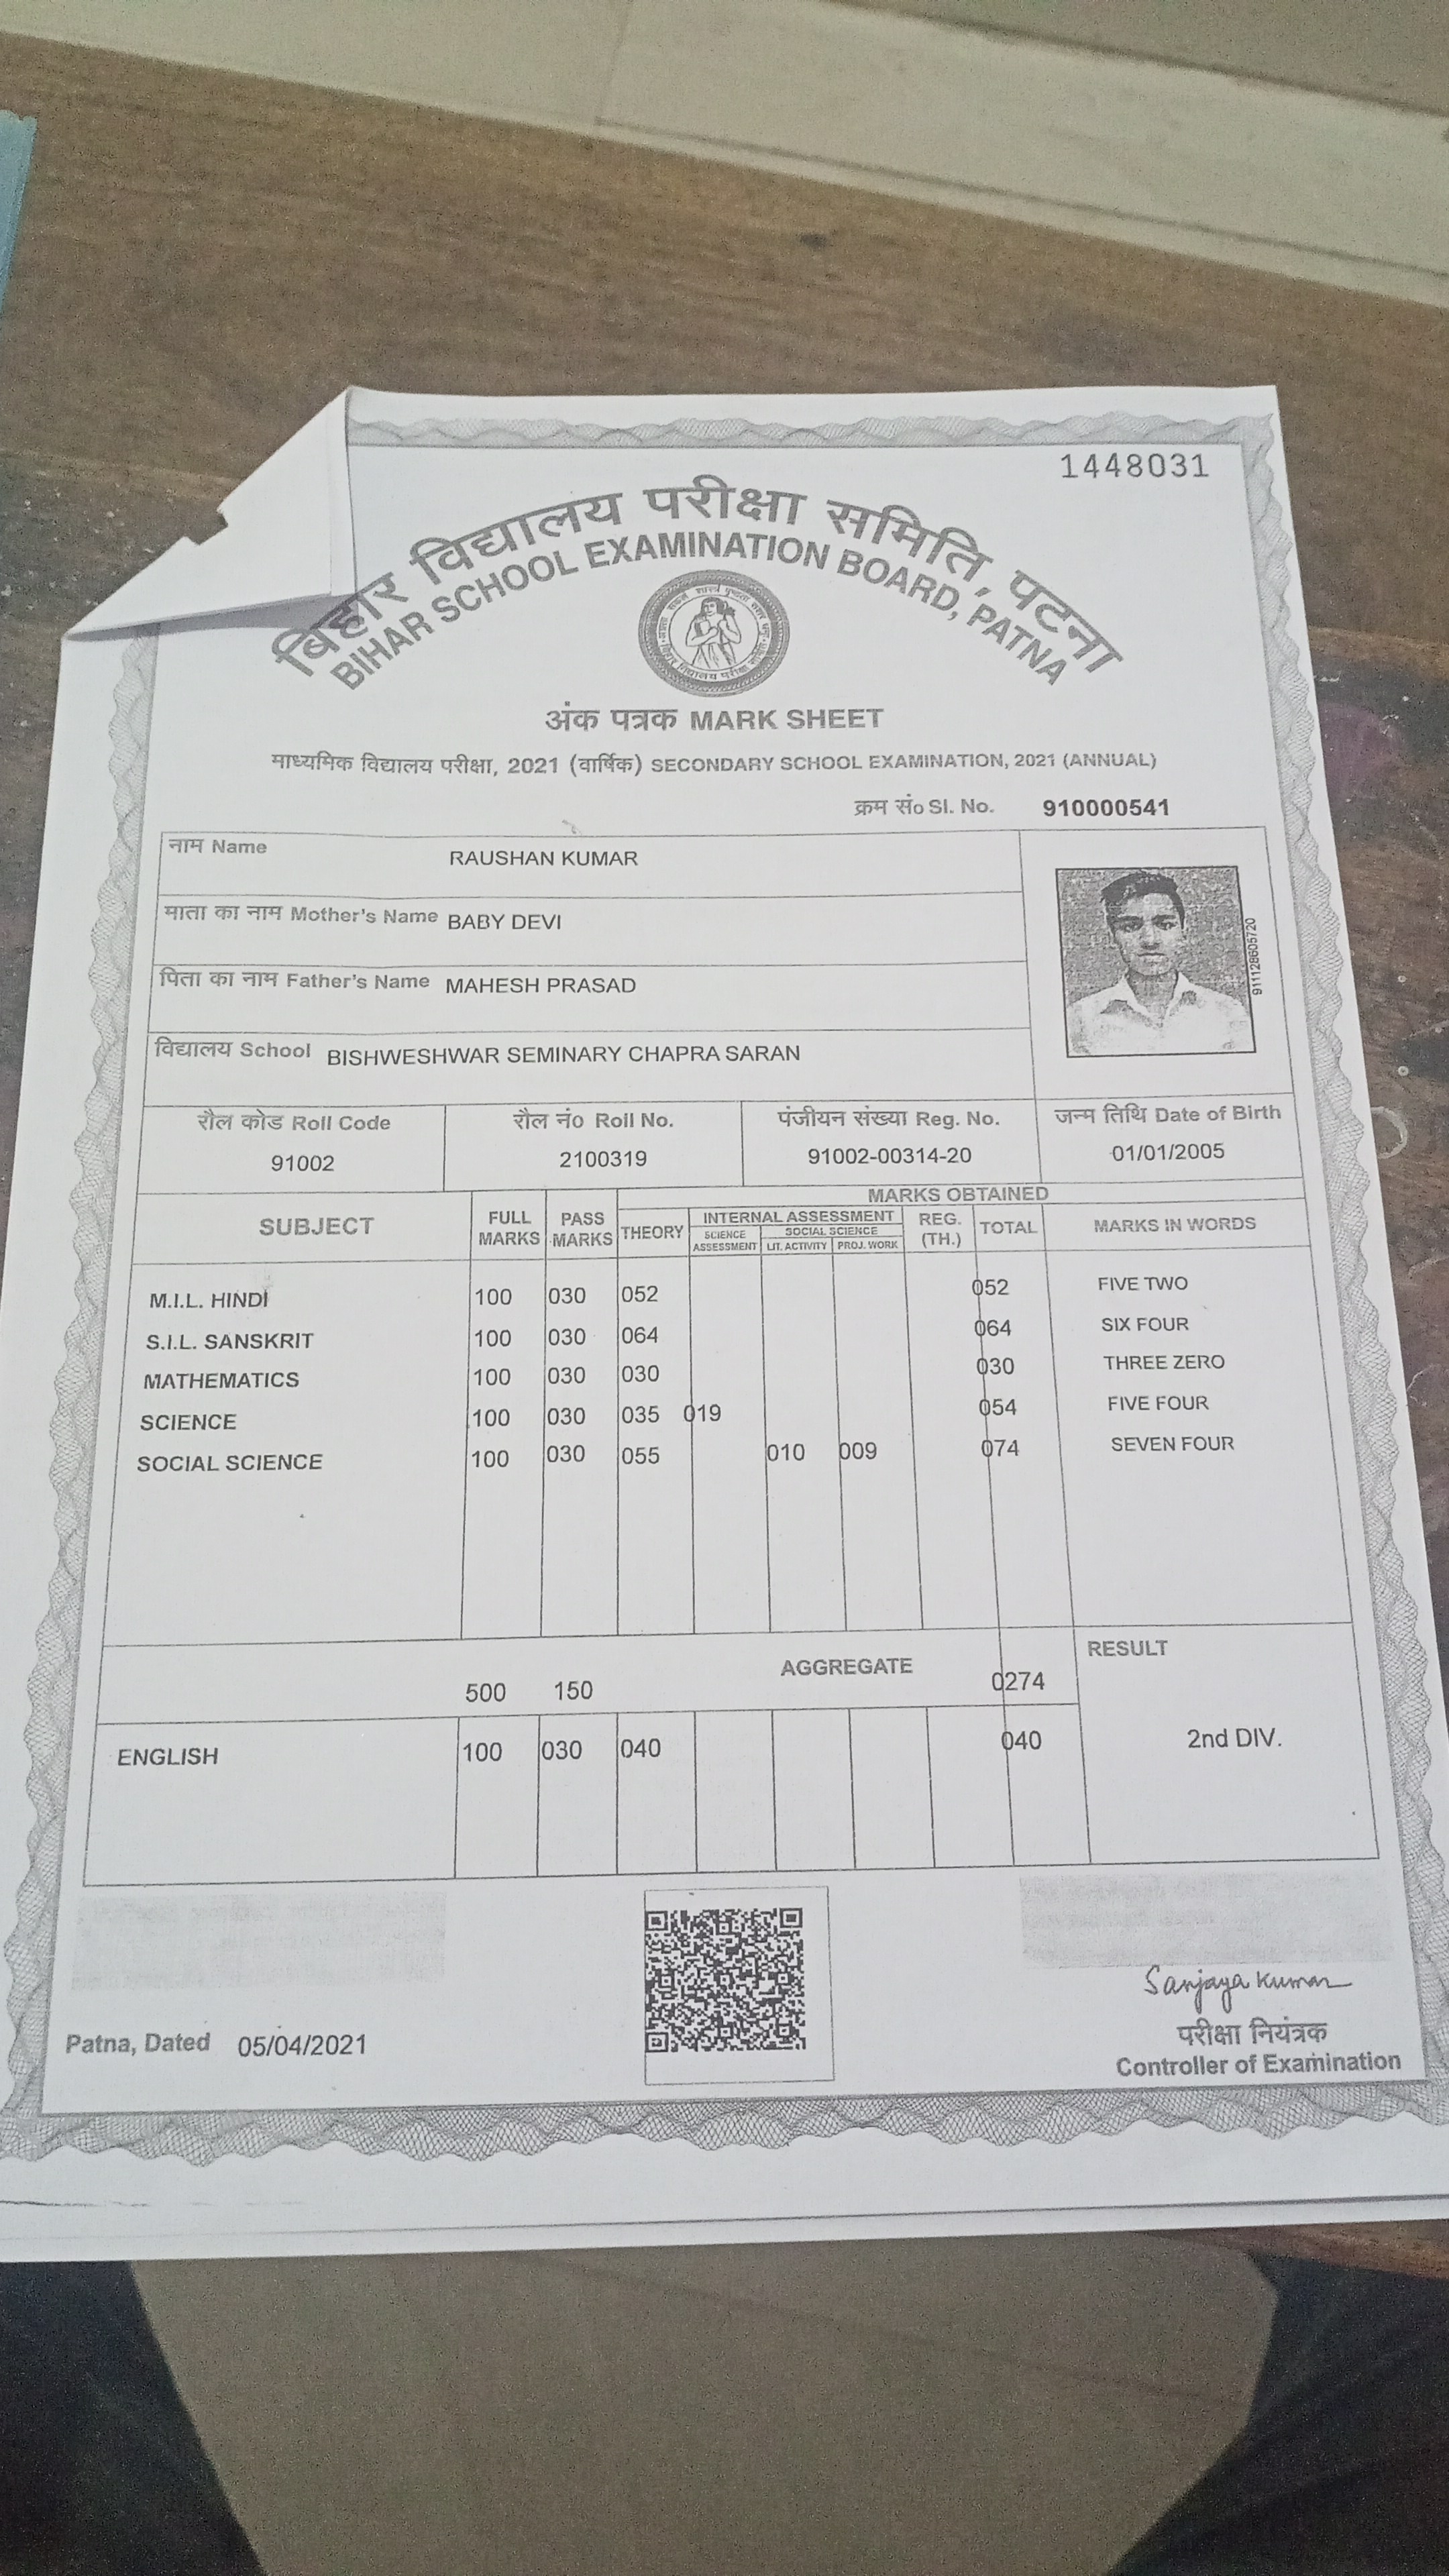 1448031
बिहार विद्यालय परीक्षा समिति, पटना
BIHAR SCHOOL EXAMINATION BOARD, PATNA
अंक पत्रक MARK SHEET
माध्यमिक विद्यालय परीक्षा, 2021 (वार्षिक) SECONDARY SCHOOL EXAMINATION, 2021 (ANNUAL)
क्रम सं० Sl. No. 910000541
नाम Name RAUSHAN KUMAR
माता का नाम Mother's Name BABY DEVI
पिता का नाम Father's Name MAHESH PRASAD
911128605720
विद्यालय School BISHWESHWAR SEMINARY CHAPRA SARAN
रौल कोड Roll Code रौल नं० Roll No. पंजीयन संख्या Reg. No. जन्म तिथि Date of Birth
91002 2100319 91002-00314-20 01/01/2005
MARKS OBTAINED
SUBJECT FULL MARKS PASS MARKS THEORY INTERNAL ASSESSMENT REG. (TH.) TOTAL MARKS IN WORDS
SCIENCE ASSESSMENT SOCIAL SCIENCE LIT. ACTIVITY PROJ. WORK
M.I.L. HINDI 100 030 052 052 FIVE TWO
S.I.L. SANSKRIT 100 030 064 064 SIX FOUR
MATHEMATICS 100 030 030 030 THREE ZERO
SCIENCE 100 030 035 019 054 FIVE FOUR
SOCIAL SCIENCE 100 030 055 010 009 074 SEVEN FOUR
500 150 AGGREGATE 0274 RESULT
ENGLISH 100 030 040 040 2nd DIV.
Sanjaya Kumar
Patna, Dated 05/04/2021
परीक्षा नियंत्रक
Controller of Examination